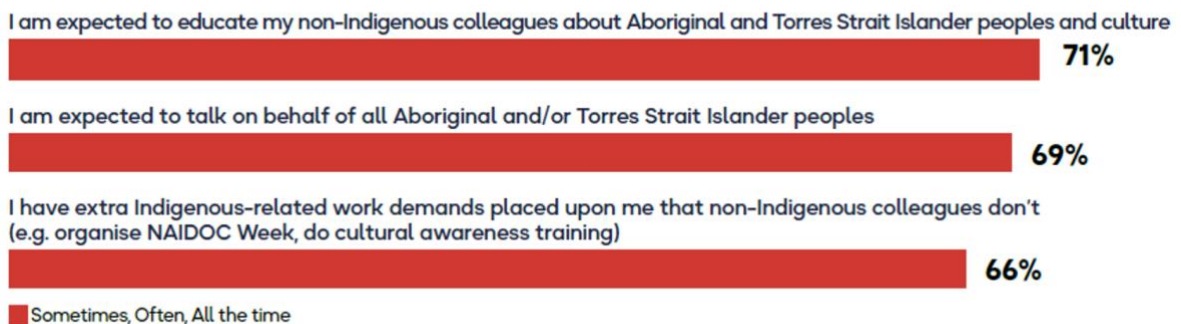 I am expected to educate my non-Indigenous colleagues about Aboriginal and Torres Strait Islander peoples and culture
71%
I am expected to talk on behalf of all Aboriginal and/or Torres Strait Islander peoples
69%
I have extra Indigenous-related work demands placed upon me that non-Indigenous colleagues don't
(e.g. organise NAIDOC Week, do cultural awareness training)
66%
Sometimes, Often, All the time